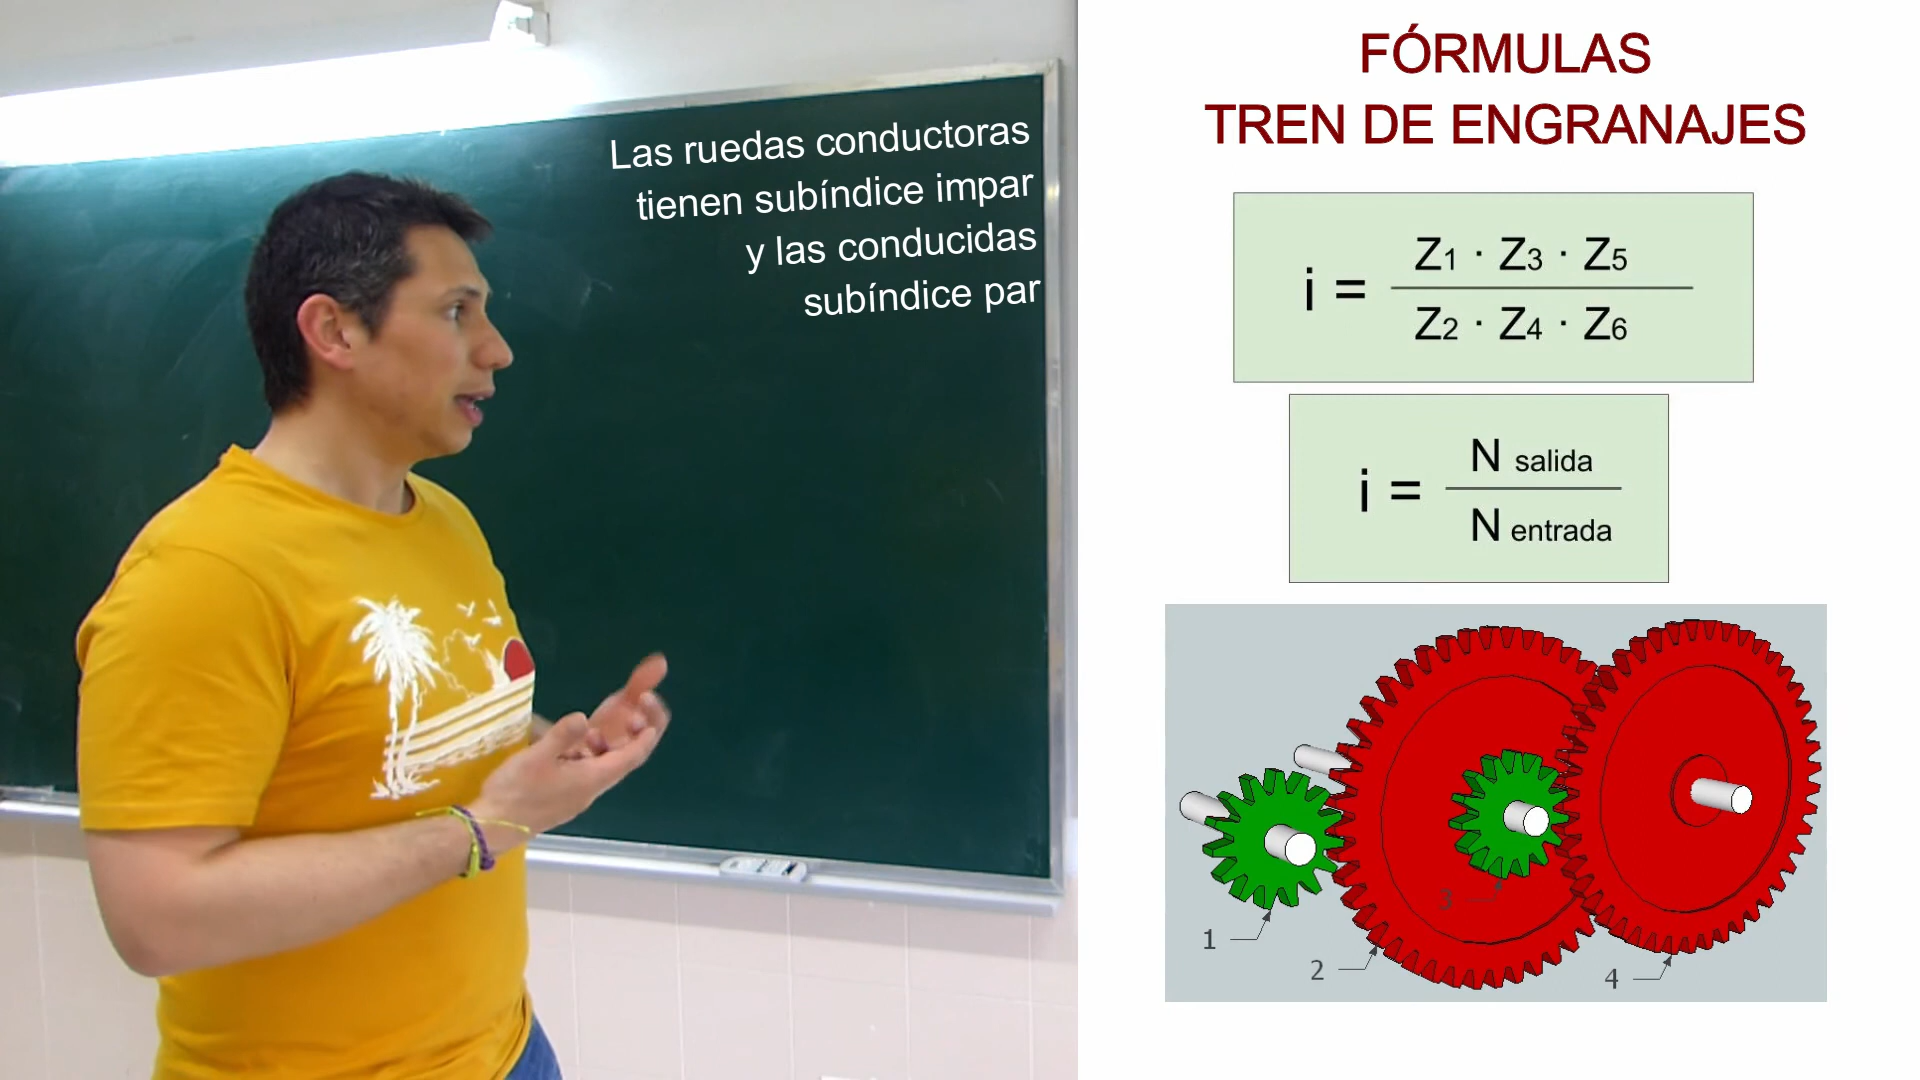 Las ruedas conductoras
tienen subíndice impar
y las conducidas
subíndice par
FÓRMULAS
TREN DE ENGRANAJES
i = Z1 · Z3 · Z5
Z2 · Z4 · Z6
i = N salida
N entrada
1
2
3
4